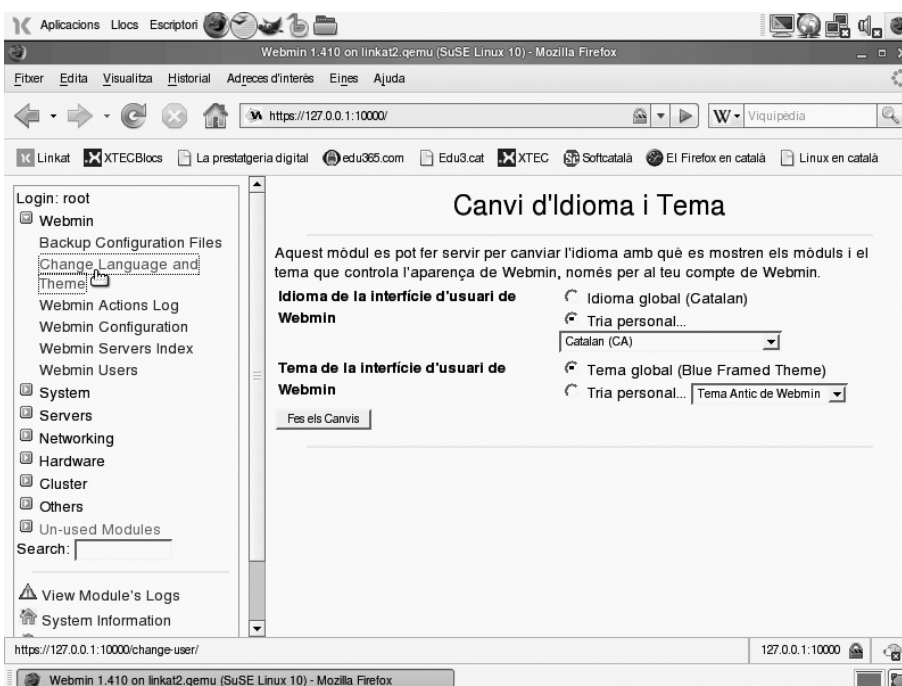 Aplicacions Llocs Escriptori
Webmin 1.410 on linkat2.qemu (SuSE Linux 10) - Mozilla Firefox
Fitxer Edita Visualitza Historial Adreces d'interès Eines Ajuda
https://127.0.0.1:10000/ W Viquipèdia
Linkat XTECBlocs La prestatgeria digital edu365.com Edu3.cat XTEC Softcatalà El Firefox en català Linux en català
Login: root
Webmin
Backup Configuration Files
Change Language and
Theme
Webmin Actions Log
Webmin Configuration
Webmin Servers Index
Webmin Users
System
Servers
Networking
Hardware
Cluster
Others
Un-used Modules
Search:
View Module's Logs
System Information
Canvi d'Idioma i Tema
Aquest mòdul es pot fer servir per canviar l'idioma amb què es mostren els mòduls i el
tema que controla l'aparença de Webmin, només per al teu compte de Webmin.
Idioma de la interfície d'usuari de
Webmin
Idioma global (Catalan)
Tria personal...
Catalan (CA)
Tema de la interfície d'usuari de
Webmin
Tema global (Blue Framed Theme)
Tria personal... Tema Antic de Webmin
Fes els Canvis
https://127.0.0.1:10000/change-user/ 127.0.0.1:10000
Webmin 1.410 on linkat2.qemu (SuSE Linux 10) - Mozilla Firefox